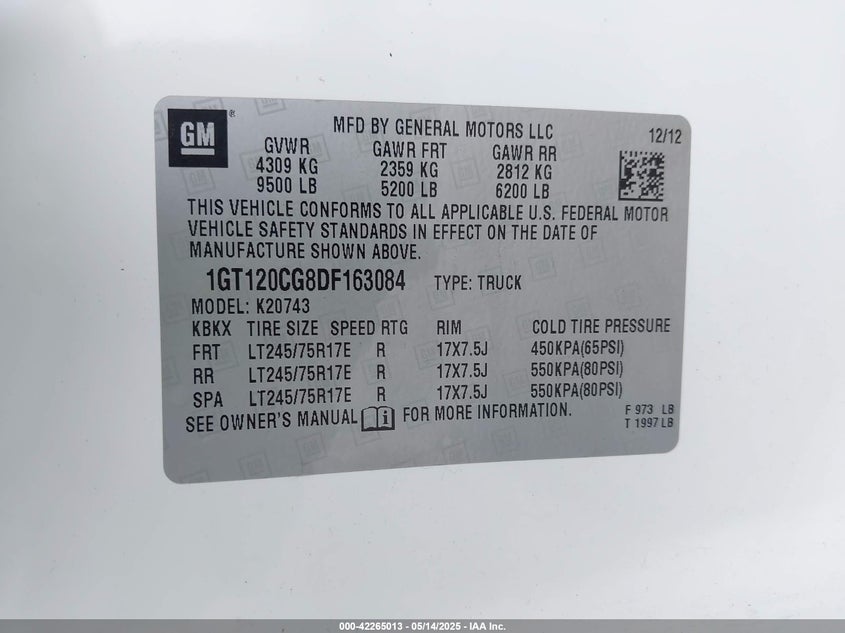 GM ®
MFD BY GENERAL MOTORS LLC 12/12
GVWR GAWR FRT GAWR RR
4309 KG 2359 KG 2812 KG
9500 LB 5200 LB 6200 LB
THIS VEHICLE CONFORMS TO ALL APPLICABLE U.S. FEDERAL MOTOR
VEHICLE SAFETY STANDARDS IN EFFECT ON THE DATE OF
MANUFACTURE SHOWN ABOVE.
1GT120CG8DF163084 TYPE: TRUCK
MODEL: K20743
KBKX TIRE SIZE SPEED RTG RIM COLD TIRE PRESSURE
FRT LT245/75R17E R 17X7.5J 450KPA(65PSI)
RR LT245/75R17E R 17X7.5J 550KPA(80PSI)
SPA LT245/75R17E R 17X7.5J 550KPA(80PSI)
SEE OWNER'S MANUAL FOR MORE INFORMATION.
F 973 LB
T 1997 LB
000-42265013 - 05/14/2025 - IAA Inc.